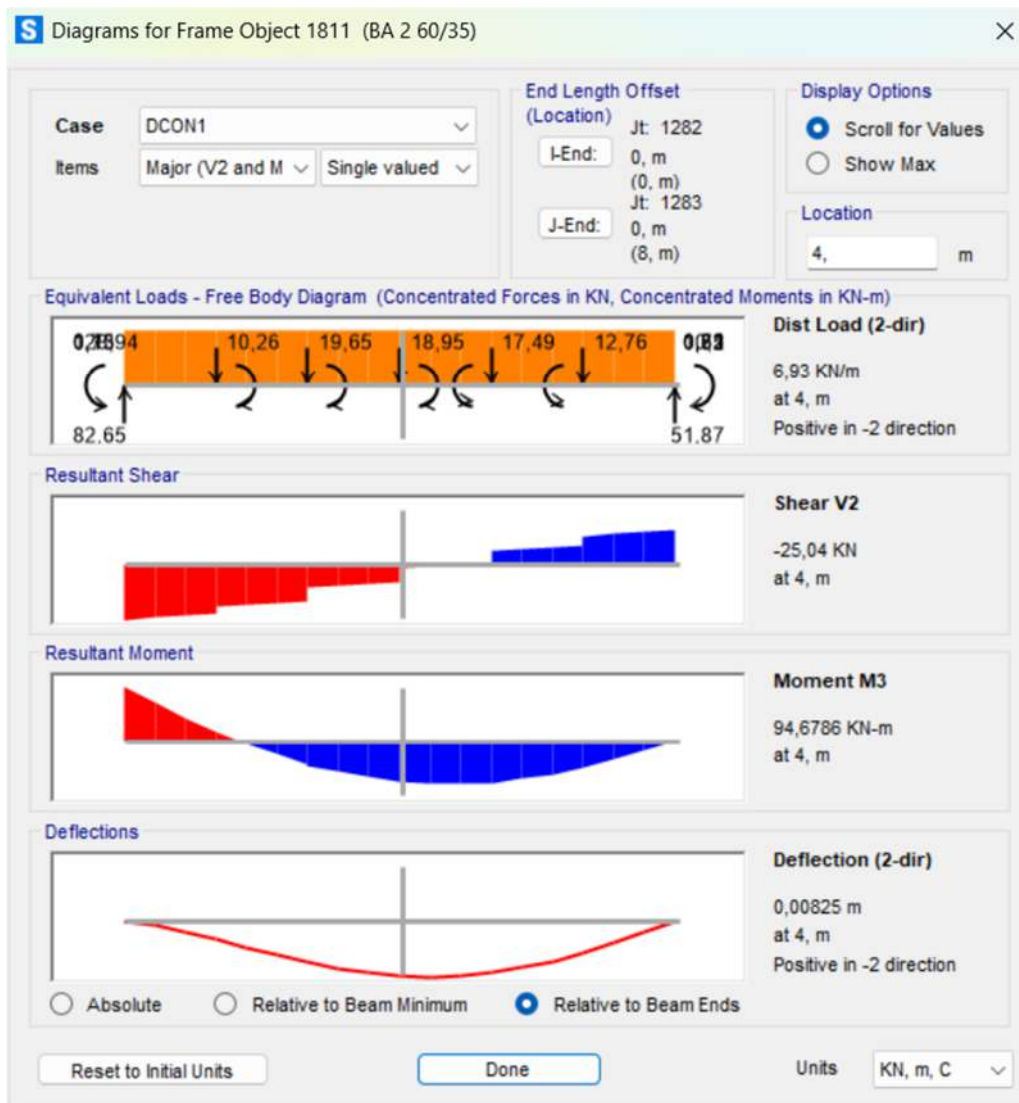 S Diagrams for Frame Object 1811 (BA 2 60/35)
Case DCON1
Items Major (V2 and M Single valued
End Length Offset
(Location)
I-End:
Jt: 1282
0, m
(0, m)
J-End:
Jt: 1283
0, m
(8, m)
Display Options
Scroll for Values
Show Max
Location
4, m
Equivalent Loads - Free Body Diagram (Concentrated Forces in KN, Concentrated Moments in KN-m)
10,26 19,65 18,95 17,49 12,76
82,65 51,87
Dist Load (2-dir)
6,93 KN/m
at 4, m
Positive in -2 direction
Resultant Shear
Shear V2
-25,04 KN
at 4, m
Resultant Moment
Moment M3
94,6786 KN-m
at 4, m
Deflections
Deflection (2-dir)
0,00825 m
at 4, m
Positive in -2 direction
Absolute Relative to Beam Minimum Relative to Beam Ends
Reset to Initial Units Done Units KN, m, C